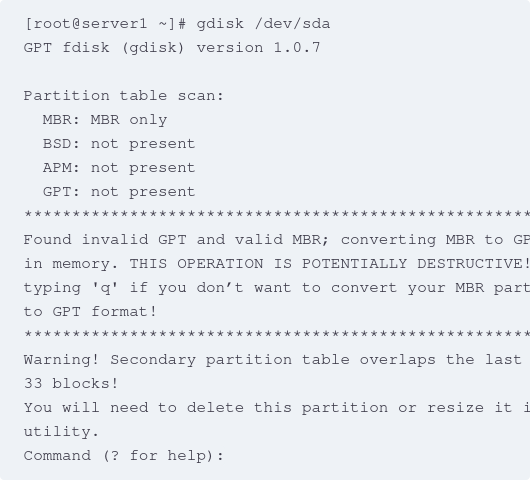 [root@server1 ~]# gdisk /dev/sda
GPT fdisk (gdisk) version 1.0.7
Partition table scan:
MBR: MBR only
BSD: not present
APM: not present
GPT: not present
*****************************************************
Found invalid GPT and valid MBR; converting MBR to GP
in memory. THIS OPERATION IS POTENTIALLY DESTRUCTIVE!
typing 'q' if you don’t want to convert your MBR part
to GPT format!
*****************************************************
Warning! Secondary partition table overlaps the last
33 blocks!
You will need to delete this partition or resize it i
utility.
Command (? for help):